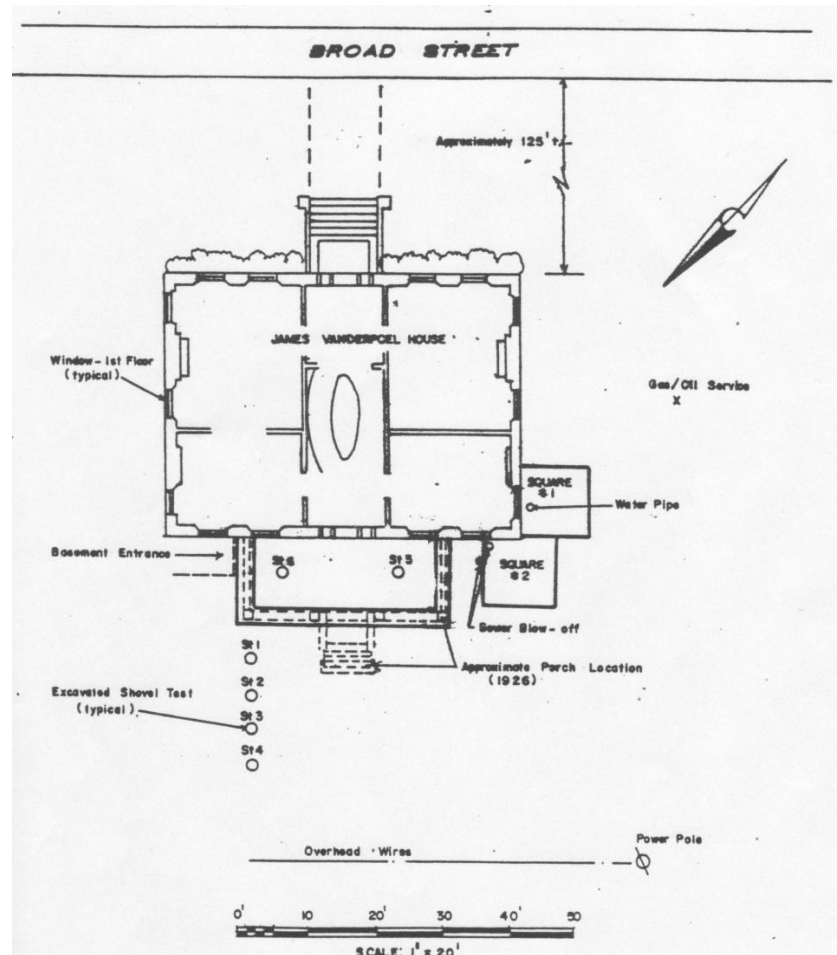 BROAD STREET
Approximately 125' ±
JAMES VANDERPOEL HOUSE
Window-1st Floor
(typical)
Gas/Oil Service
X
SQUARE
#1
Water Pipe
Basement Entrance
St6
St5
SQUARE
#2
Sewer Blow-off
St1
Approximate Porch Location
(1926)
St2
Excavated Shovel Test
(typical)
St3
St4
Power Pole
Overhead Wires
0' 10 20' 30' 40' 50
SCALE: 1" = 20'